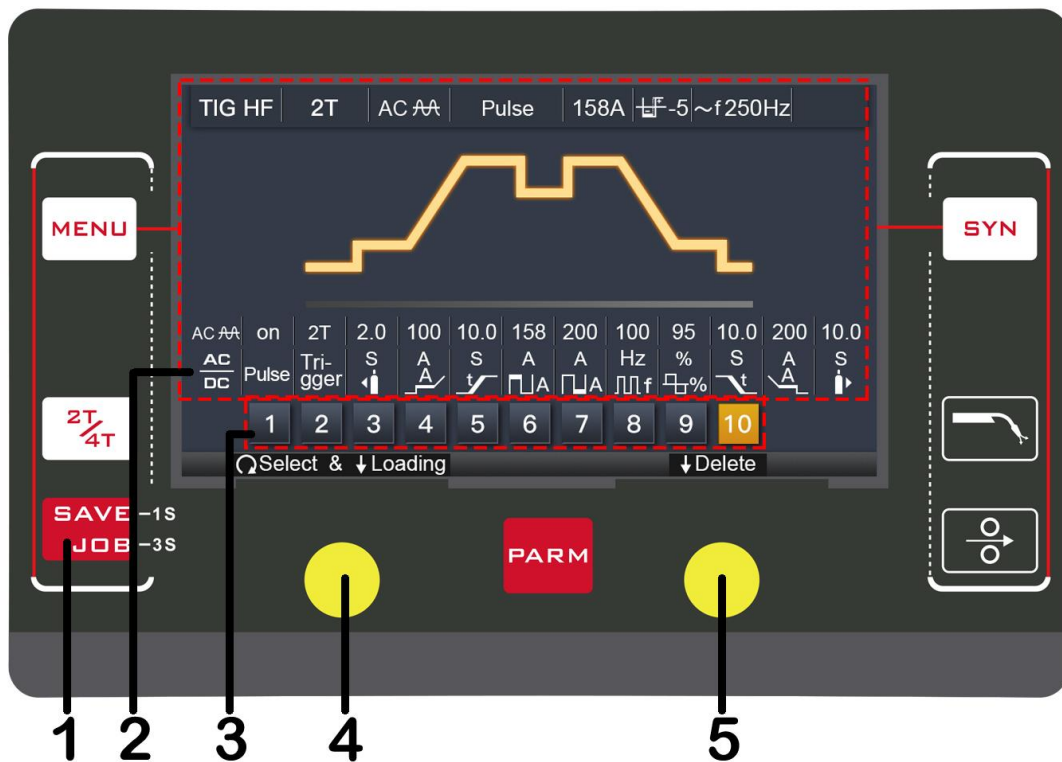 TIG HF 2T AC Pulse 158A -5 ~f 250Hz
MENU
SYN
AC on 2T 2.0 100 10.0 158 200 100 95 10.0 200 10.0
AC
DC
Pulse
Tri-
gger
S
A
A
S
t
A
A
A
A
Hz
f
%
%
S
t
A
A
S
2T/4T
1 2 3 4 5 6 7 8 9 10
Select & ↓Loading
↓Delete
SAVE-1S
JOB-3S
PARM
1 2 3 4 5